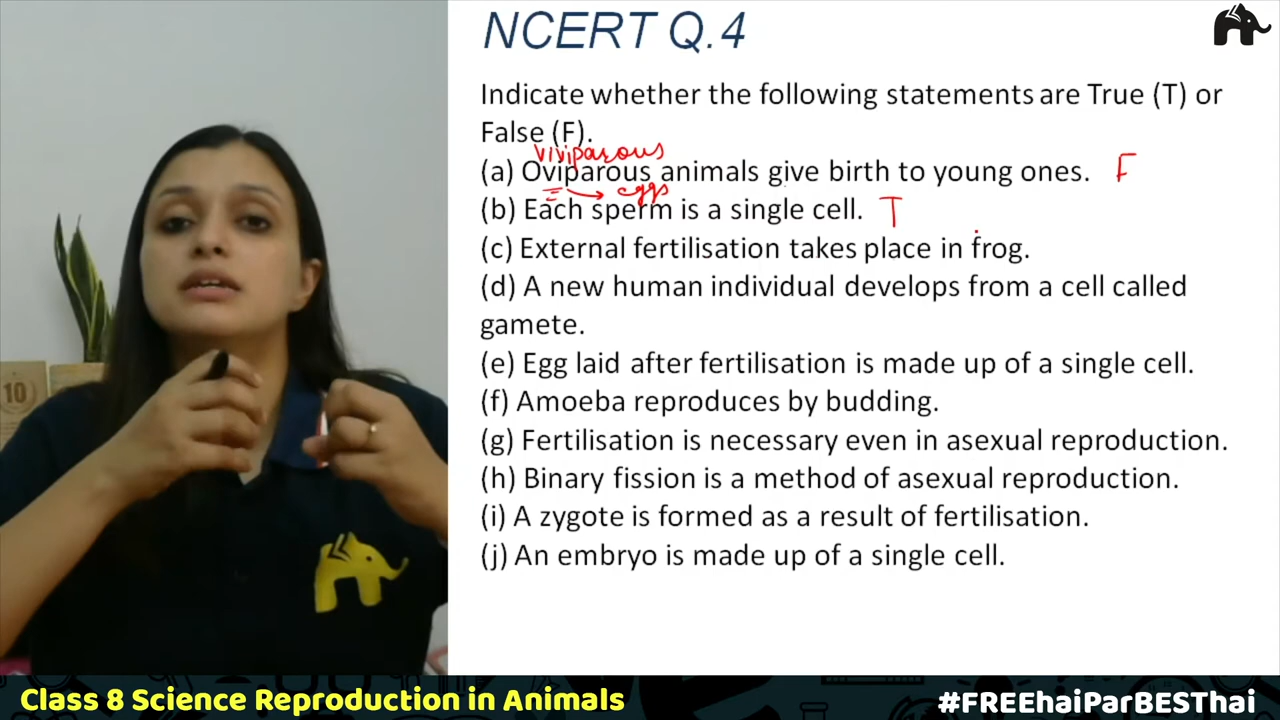 NCERT Q.4
Indicate whether the following statements are True (T) or
False (F).
viviparous
(a) Oviparous animals give birth to young ones. F
eggs
(b) Each sperm is a single cell. T
(c) External fertilisation takes place in frog.
(d) A new human individual develops from a cell called
gamete.
(e) Egg laid after fertilisation is made up of a single cell.
(f) Amoeba reproduces by budding.
(g) Fertilisation is necessary even in asexual reproduction.
(h) Binary fission is a method of asexual reproduction.
(i) A zygote is formed as a result of fertilisation.
(j) An embryo is made up of a single cell.
10
Class 8 Science Reproduction in Animals
#FREEhaiParBESThai